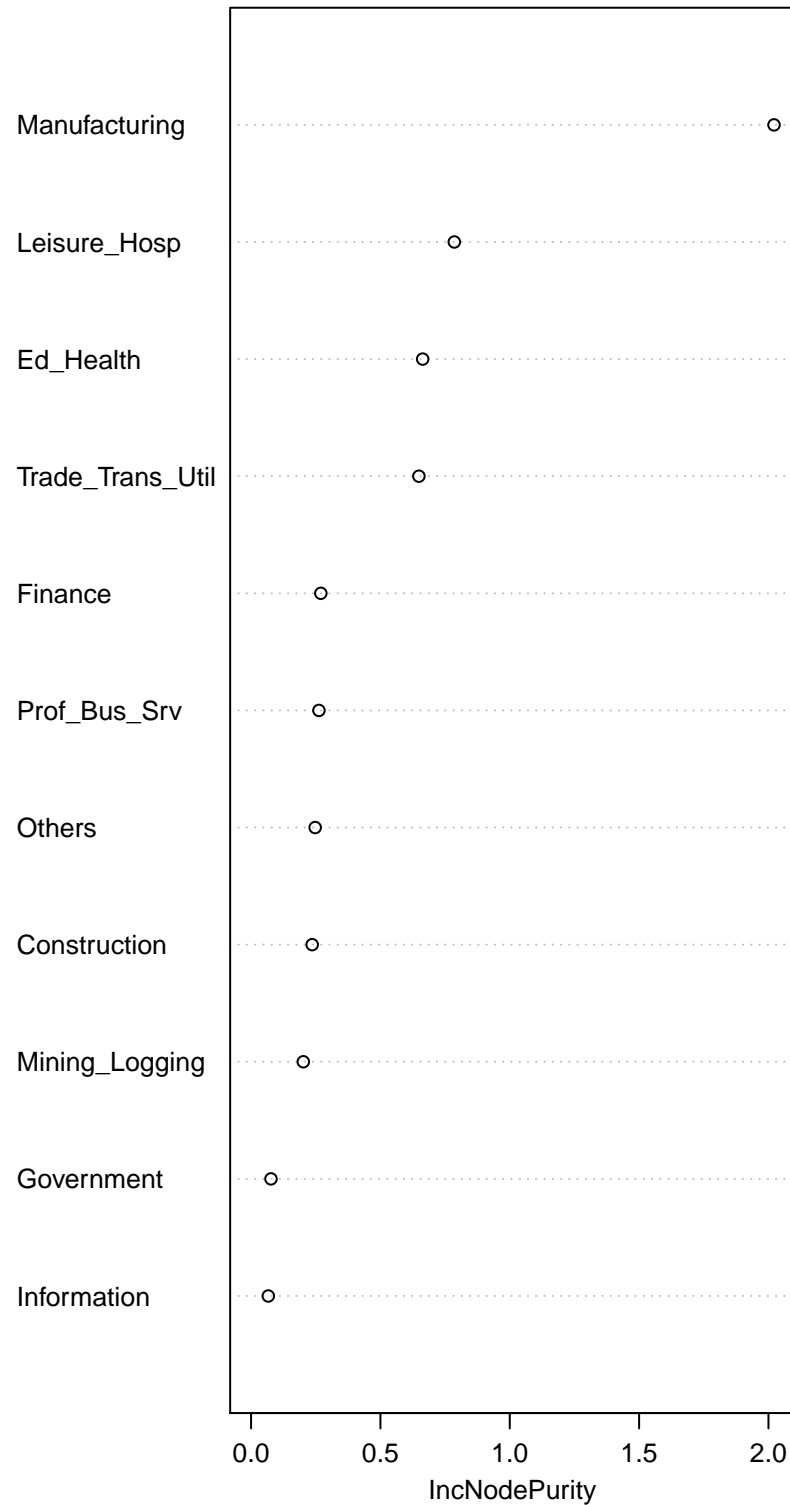 Manufacturing
Leisure_Hosp
Ed_Health
Trade_Trans_Util
Finance
Prof_Bus_Srv
Others
Construction
Mining_Logging
Government
Information
0.0 0.5 1.0 1.5 2.0
IncNodePurity